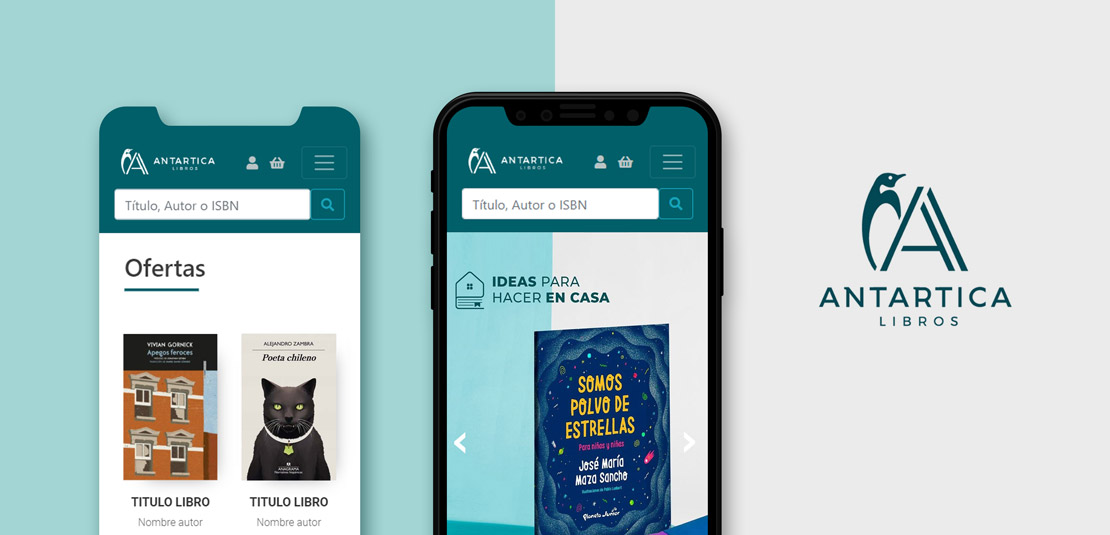 ANTARTICA
LIBROS
Título, Autor o ISBN
Ofertas
VIVIAN GORNICK
Apegos feroces
ALEJANDRO ZAMBRA
Poeta chileno
ANAGRAMA
TITULO LIBRO
Nombre autor
TITULO LIBRO
Nombre autor
ANTARTICA
LIBROS
Título, Autor o ISBN
IDEAS PARA
HACER EN CASA
SOMOS
POLVO DE
ESTRELLAS
Para niñas y niños
José María
Maza Sancho
Planeta Junior
ANTARTICA
LIBROS